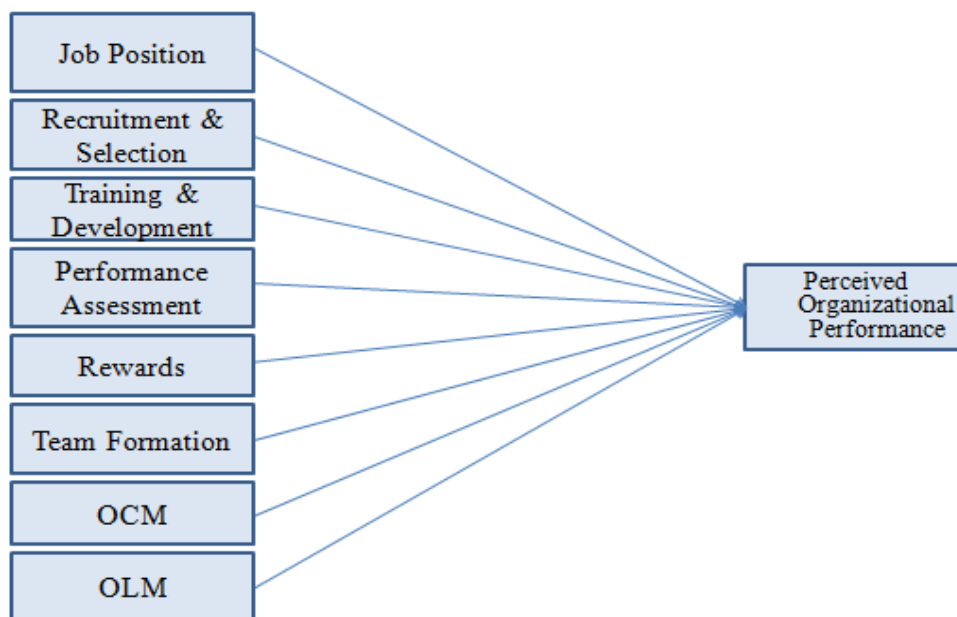 Job Position
Recruitment &
Selection
Training &
Development
Performance
Assessment
Rewards
Team Formation
OCM
OLM
Perceived
Organizational
Performance